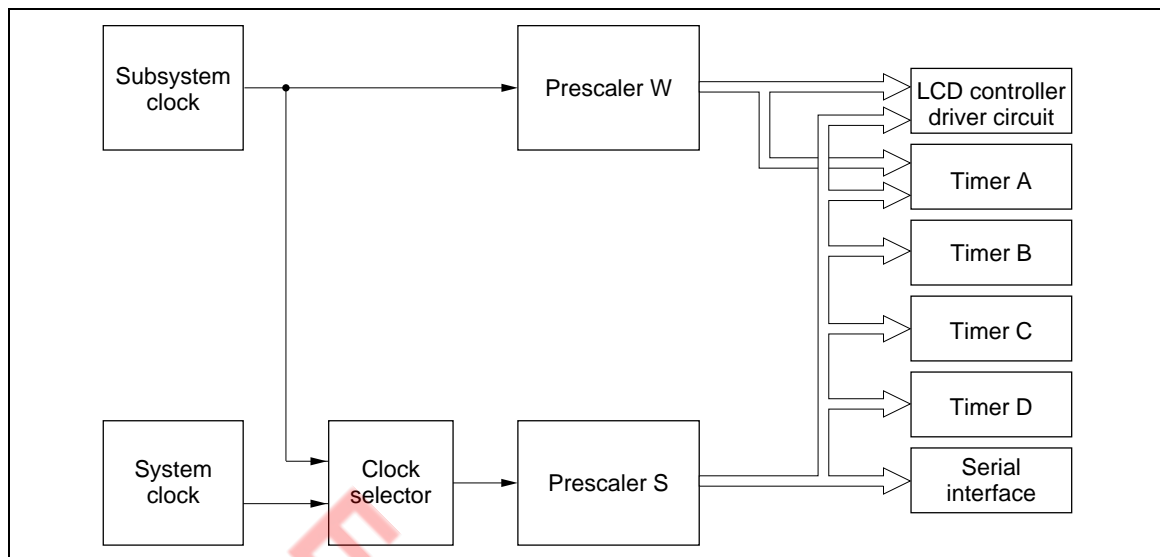 Subsystem
clock
Prescaler W
LCD controller
driver circuit
Timer A
Timer B
Timer C
Timer D
System
clock
Clock
selector
Prescaler S
Serial
interface